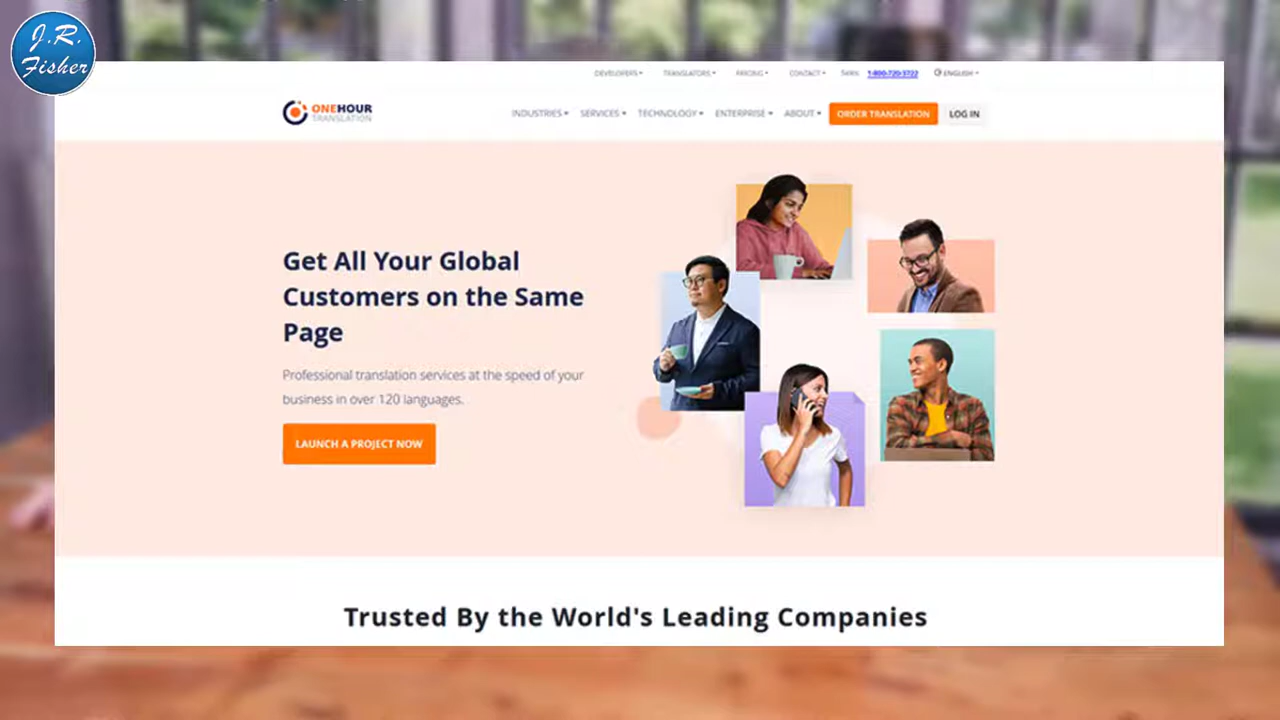 J.R.
Fisher
DEVELOPERS TRANSLATORS PRICING CONTACT Sales: 1-800-720-3722 ENGLISH
ONEHOUR
TRANSLATION
INDUSTRIES SERVICES TECHNOLOGY ENTERPRISE ABOUT ORDER TRANSLATION LOG IN
Get All Your Global
Customers on the Same
Page
Professional translation services at the speed of your
business in over 120 languages.
LAUNCH A PROJECT NOW
Trusted By the World's Leading Companies